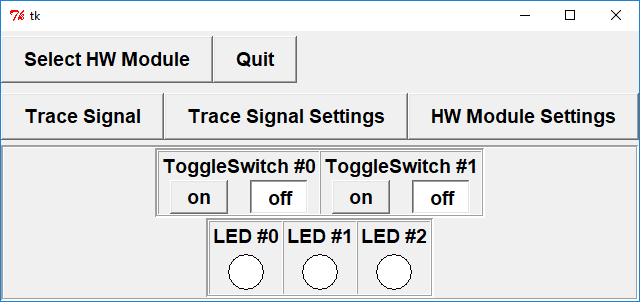 tk
Select HW Module Quit
Trace Signal Trace Signal Settings HW Module Settings
ToggleSwitch #0 ToggleSwitch #1
on off on off
LED #0 LED #1 LED #2